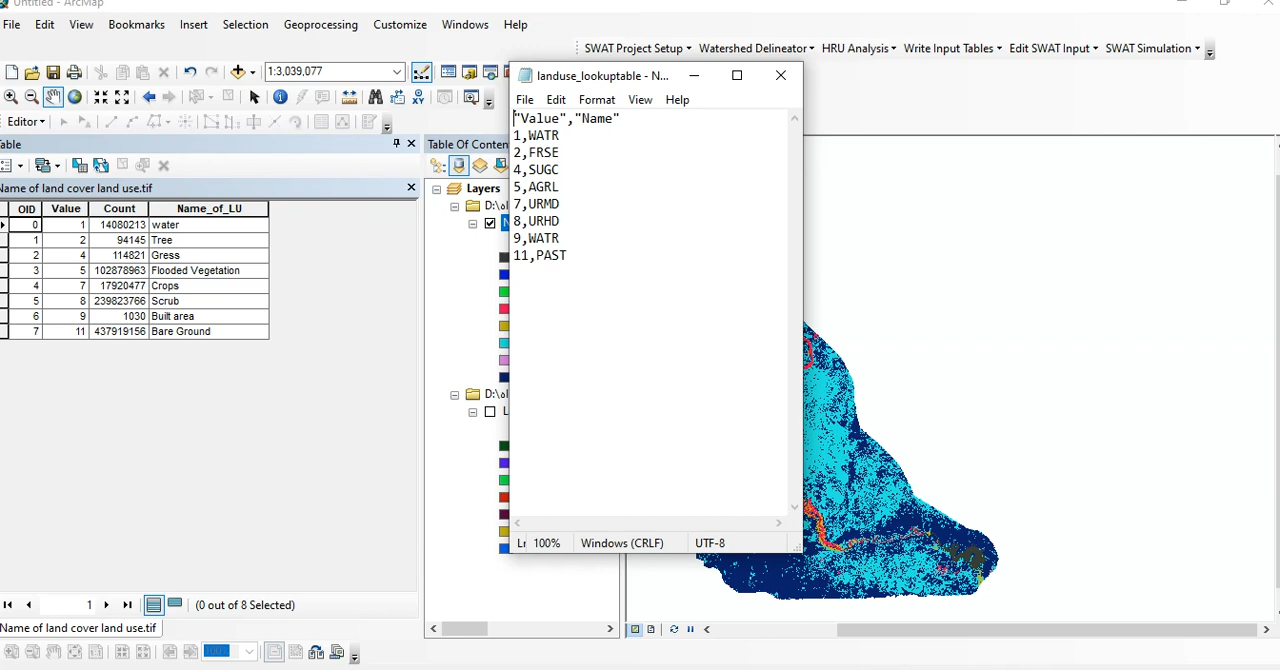 Untitled - ArcMap
File Edit View Bookmarks Insert Selection Geoprocessing Customize Windows Help
SWAT Project Setup Watershed Delineator HRU Analysis Write Input Tables Edit SWAT Input SWAT Simulation
1:3,039,077
landuse_lookuptable - N...
File Edit Format View Help
Editor
"Value","Name"
1,WATR
2,FRSE
4,SUGC
5,AGRL
7,URMD
8,URHD
9,WATR
11,PAST
100% Windows (CRLF) UTF-8
able
Name of land cover land use.tif
OID Value Count Name_of_LU
0 1 14080213 water
1 2 94145 Tree
2 4 114821 Gress
3 5 102878963 Flooded Vegetation
4 7 17920477 Crops
5 8 239823766 Scrub
6 9 1030 Built area
7 11 437919156 Bare Ground
1 (0 out of 8 Selected)
Name of land cover land use.tif
Table Of Conten
Layers